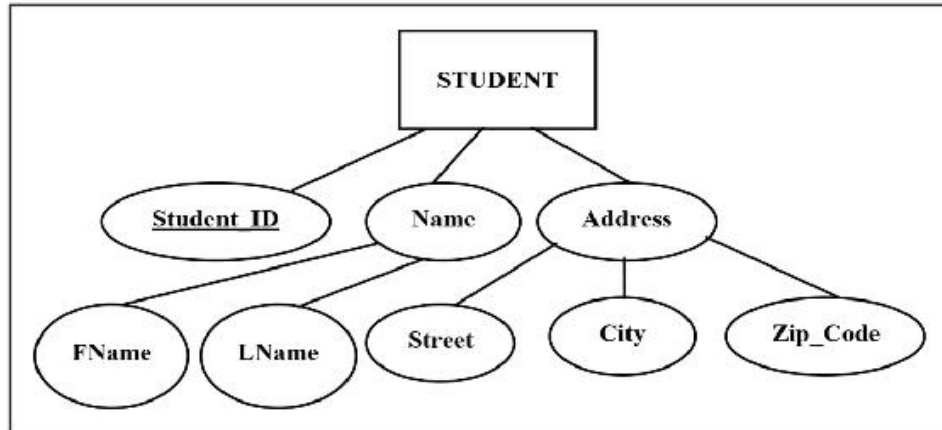 STUDENT
Student_ID
Name
Address
FName
LName
Street
City
Zip_Code